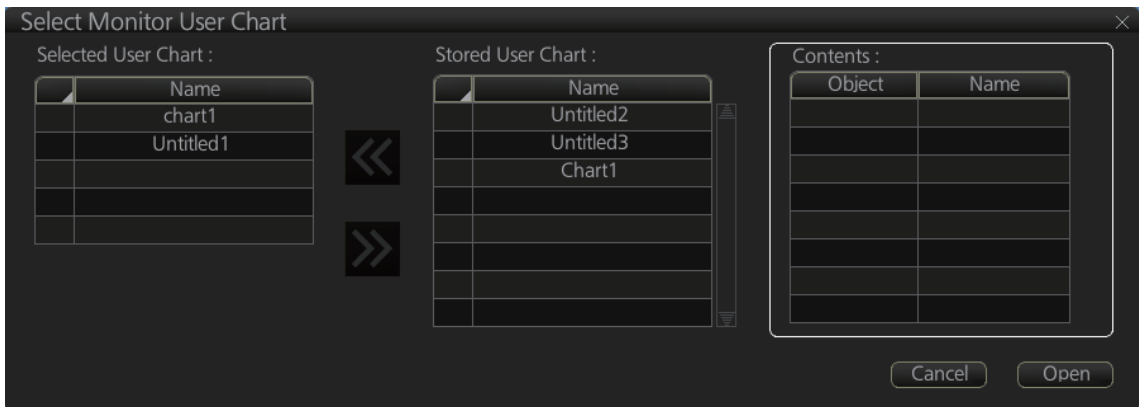 Select Monitor User Chart
Selected User Chart :
Name
chart1
Untitled1
Stored User Chart :
Name
Untitled2
Untitled3
Chart1
Contents :
Object Name
Cancel Open